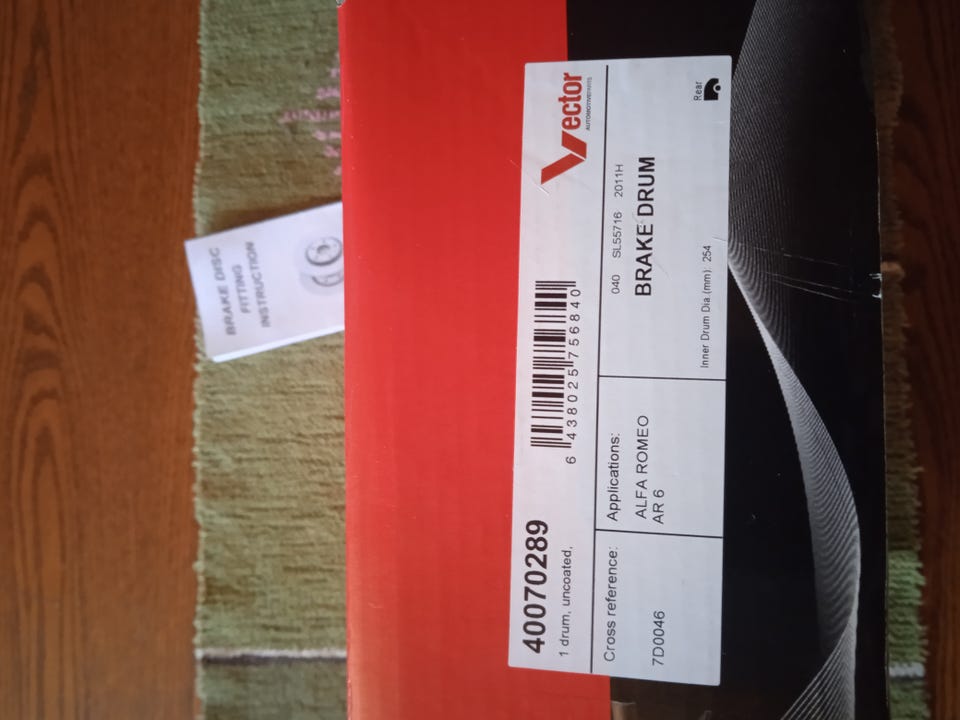 BRAKE DISC
FITTING
INSTRUCTION
40070289
1 drum, uncoated,
6 438025 756840
Vector
AUTOMOTIVE PARTS
Cross reference:
7D0046
Applications:
ALFA ROMEO
AR 6
040 SL55716 2011H
BRAKE DRUM
Inner Drum Dia.(mm): 254
Rear